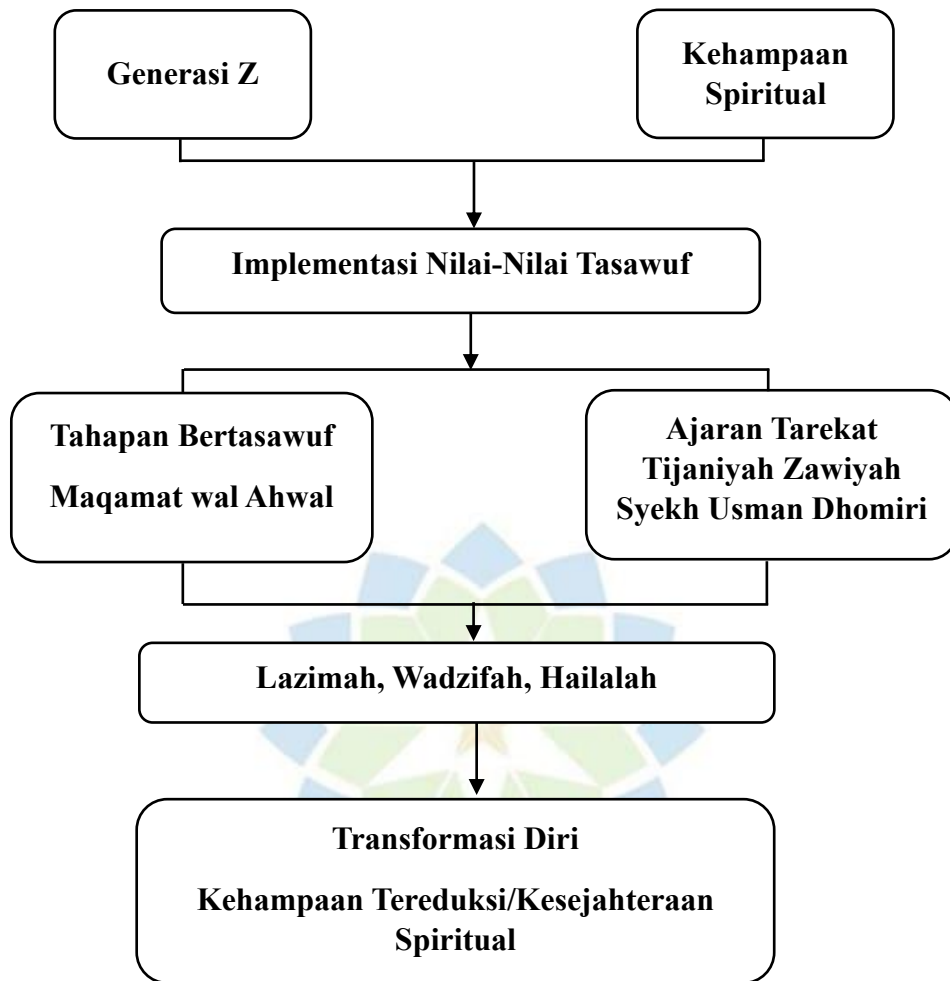 Generasi Z
Kehampaan
Spiritual
Implementasi Nilai-Nilai Tasawuf
Tahapan Bertasawuf
Maqamat wal Ahwal
Ajaran Tarekat
Tijaniyah Zawiyah
Syekh Usman Dhomiri
Lazimah, Wadzifah, Hailalah
Transformasi Diri
Kehampaan Tereduksi/Kesejahteraan
Spiritual